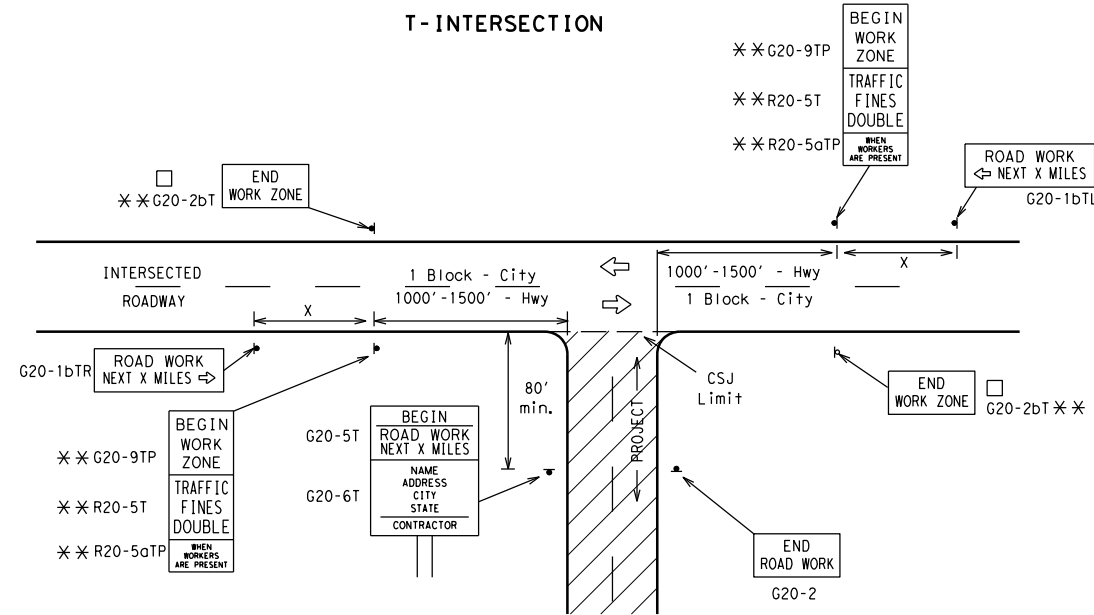 T-INTERSECTION
BEGIN
WORK
ZONE
✳✳G20-9TP
TRAFFIC
FINES
DOUBLE
✳✳R20-5T
WHEN
WORKERS
ARE PRESENT
✳✳R20-5aTP
ROAD WORK
⇦ NEXT X MILES
G20-1bTL
END
WORK ZONE
□
✳✳G20-2bT
INTERSECTED
ROADWAY
1 Block - City
1000'-1500' - Hwy
⇦
⇨
1000'-1500' - Hwy
1 Block - City
X
X
G20-1bTR
ROAD WORK
NEXT X MILES ⇨
80'
min.
CSJ
Limit
PROJECT
END
WORK ZONE
□
G20-2bT✳✳
BEGIN
WORK
ZONE
✳✳G20-9TP
TRAFFIC
FINES
DOUBLE
✳✳R20-5T
WHEN
WORKERS
ARE PRESENT
✳✳R20-5aTP
G20-5T
BEGIN
ROAD WORK
NEXT X MILES
G20-6T
NAME
ADDRESS
CITY
STATE
CONTRACTOR
END
ROAD WORK
G20-2